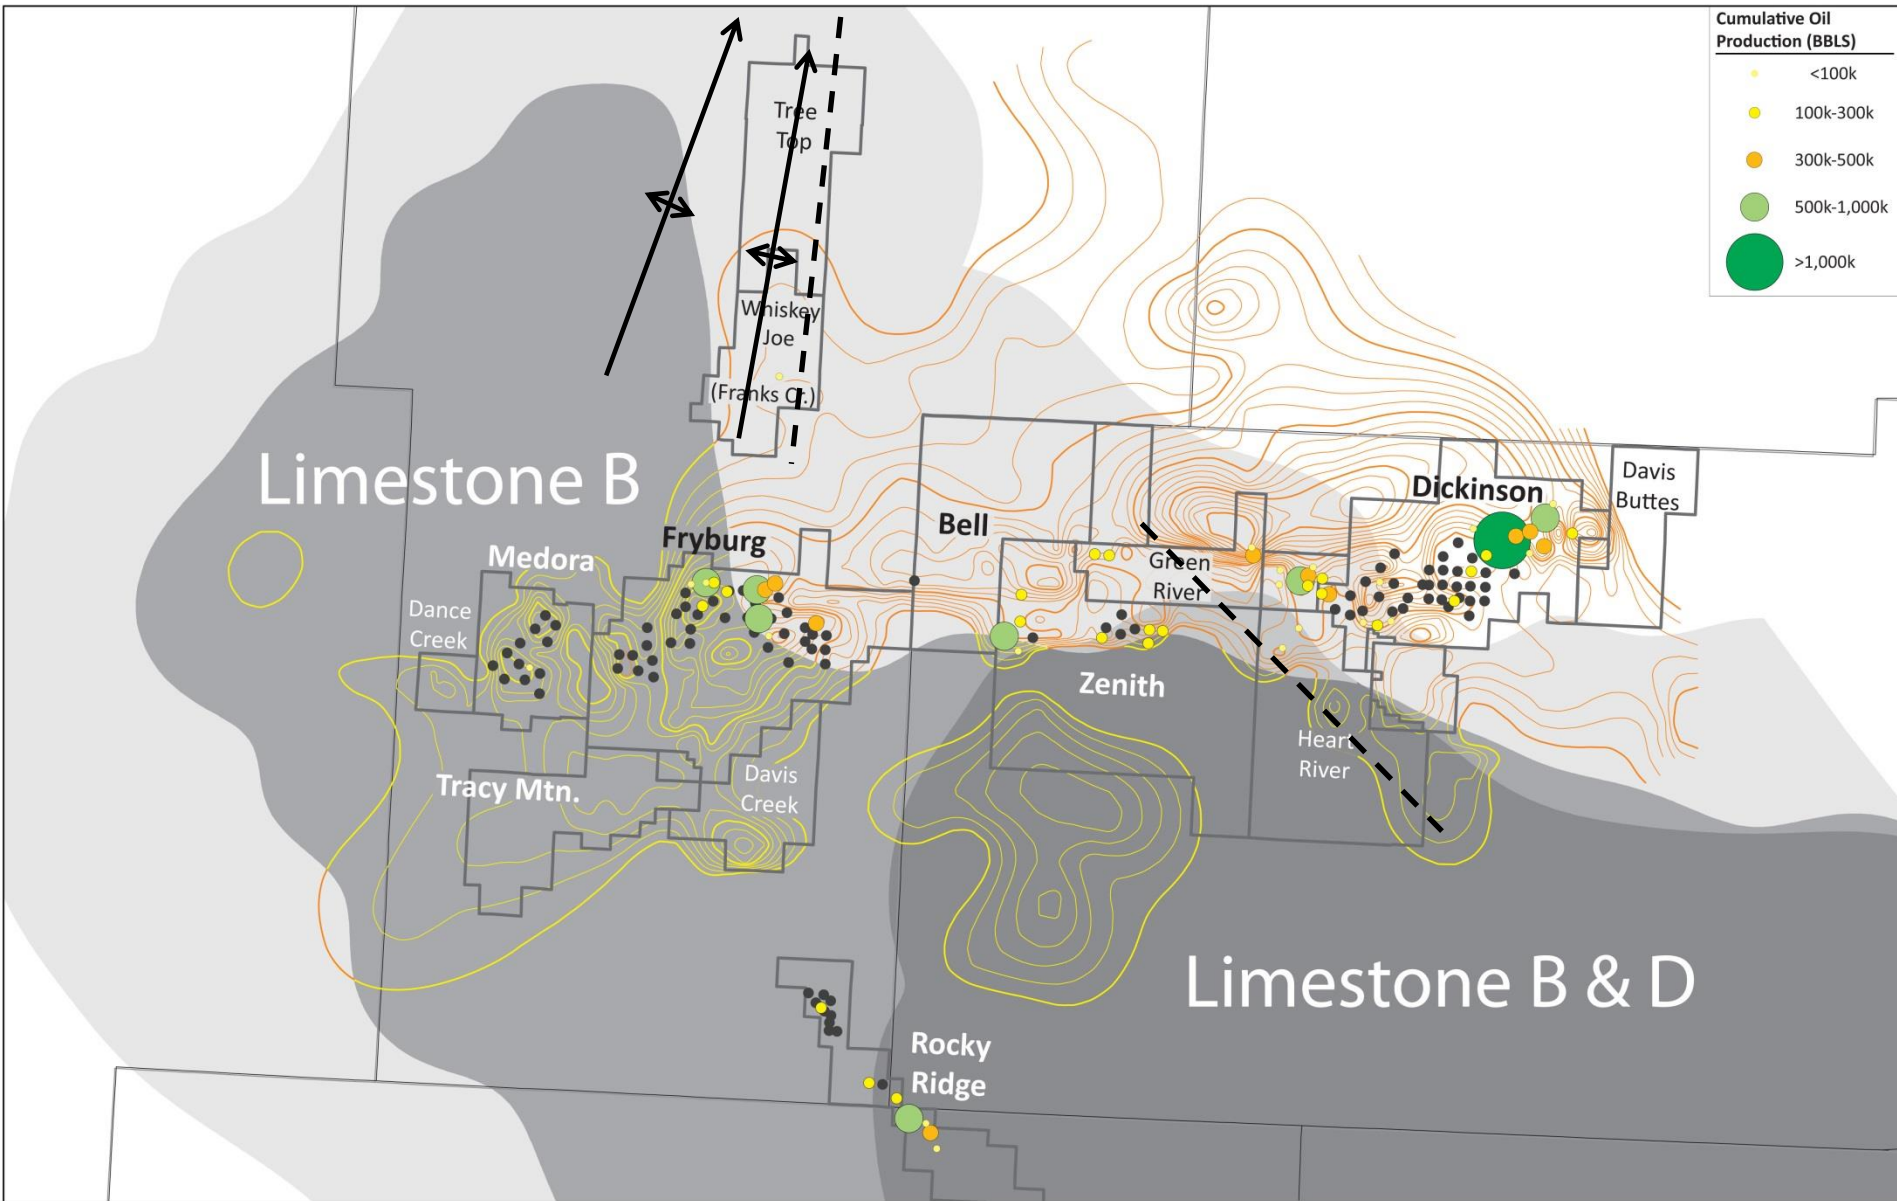 Cumulative Oil
Production (BBLS)
<100k
100k-300k
300k-500k
500k-1,000k
>1,000k
Tree
Top
Whiskey
Joe
(Franks Cr.)
Limestone B
Dickinson
Davis
Buttes
Bell
Fryburg
Medora
Green
River
Dance
Creek
Zenith
Heart
River
Tracy Mtn.
Davis
Creek
Limestone B & D
Rocky
Ridge